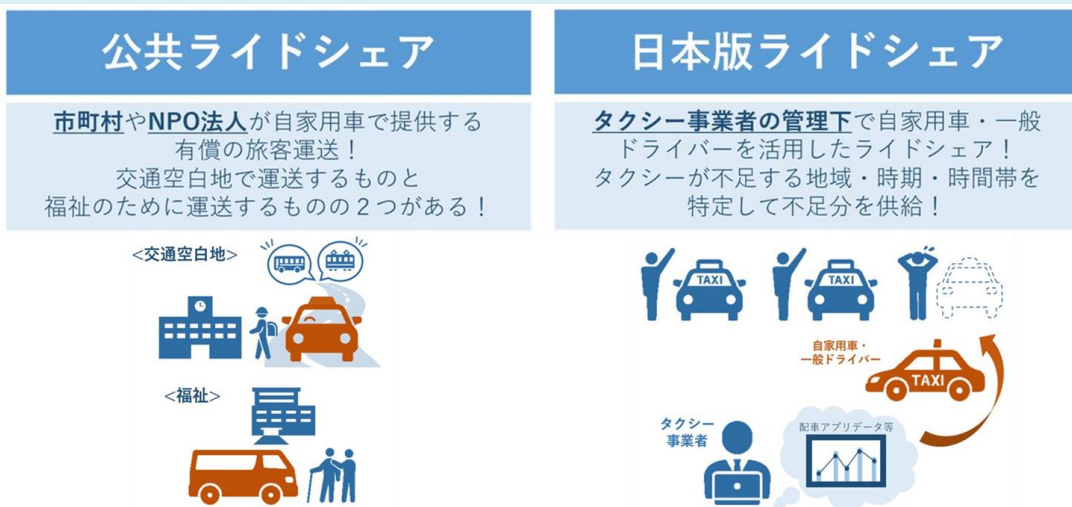 公共ライドシェア
市町村やNPO法人が自家用車で提供する
有償の旅客運送！
交通空白地で運送するものと
福祉のために運送するものの２つがある！
<交通空白地>
<福祉>
日本版ライドシェア
タクシー事業者の管理下で自家用車・一般
ドライバーを活用したライドシェア！
タクシーが不足する地域・時期・時間帯を
特定して不足分を供給！
TAXI
TAXI
自家用車・
一般ドライバー
TAXI
タクシー
事業者
配車アプリデータ等